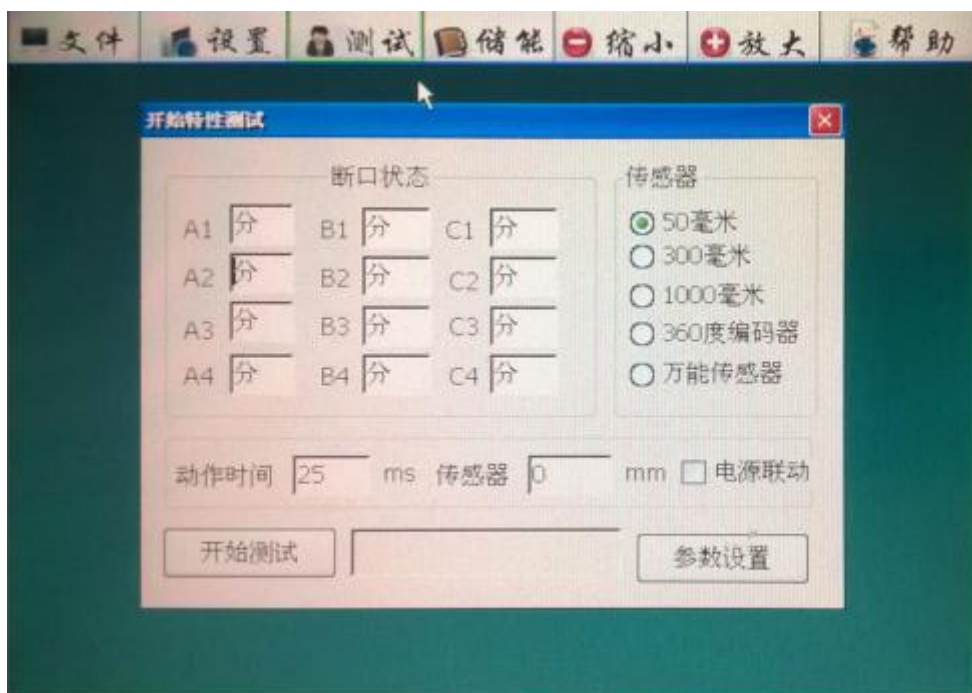 文件 设置 测试 储能 缩小 放大 帮助
开始特性测试
断口状态 传感器
A1 分 B1 分 C1 分 50毫米
A2 分 B2 分 C2 分 300毫米
1000毫米
A3 分 B3 分 C3 分 360度编码器
A4 分 B4 分 C4 分 万能传感器
动作时间 25 ms 传感器 0 mm 电源联动
开始测试 参数设置